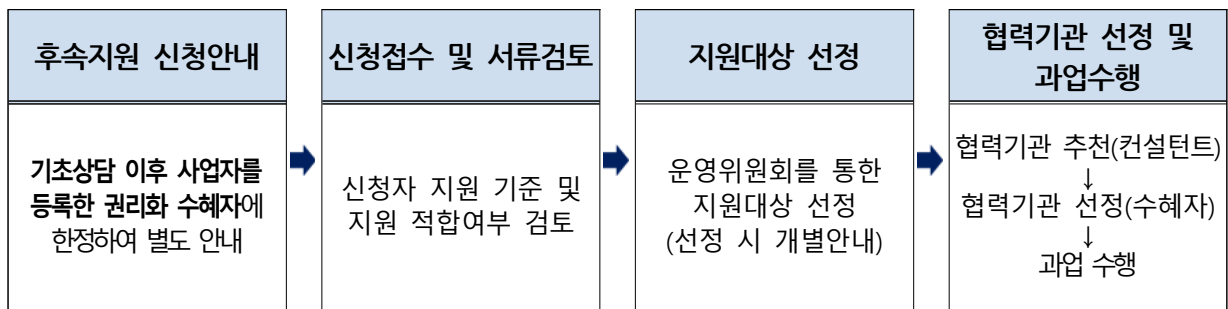 후속지원 신청안내
기초상담 이후 사업자를
등록한 권리화 수혜자에
한정하여 별도 안내
신청접수 및 서류검토
신청자 지원 기준 및
지원 적합여부 검토
지원대상 선정
운영위원회를 통한
지원대상 선정
(선정 시 개별안내)
협력기관 선정 및
과업수행
협력기관 추천(컨설턴트)
↓
협력기관 선정(수혜자)
↓
과업 수행